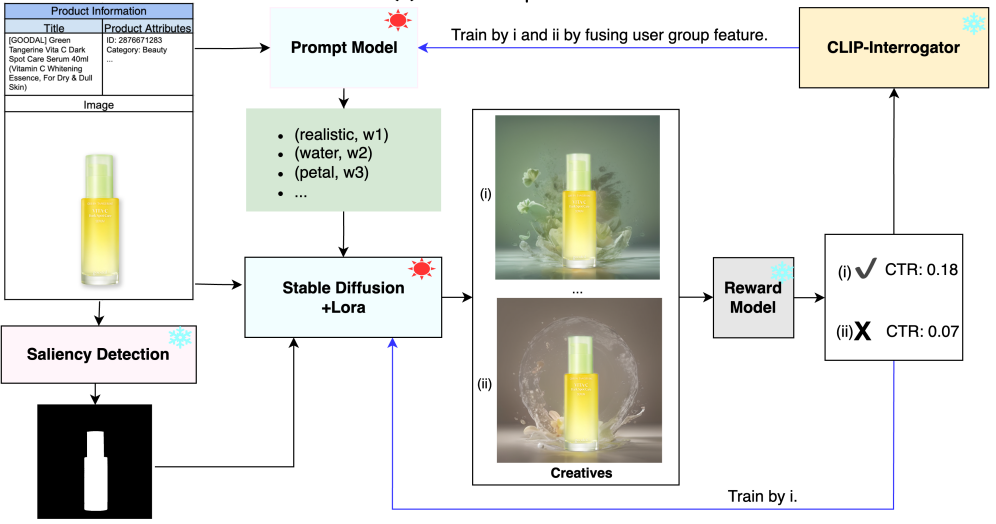 Product Information
Title
Product Attributes
[GOODAL] Green
Tangerine Vita C Dark
Spot Care Serum 40ml
(Vitamin C Whitening
Essence, For Dry & Dull
Skin)
ID: 2876671283
Category: Beauty
...
Image
Saliency Detection
Prompt Model
• (realistic, w1)
• (water, w2)
• (petal, w3)
• ...
Stable Diffusion
+Lora
Train by i and ii by fusing user group feature.
CLIP-Interrogator
(i)
...
(ii)
Creatives
Reward
Model
(i) ✓ CTR: 0.18
(ii) X CTR: 0.07
Train by i.